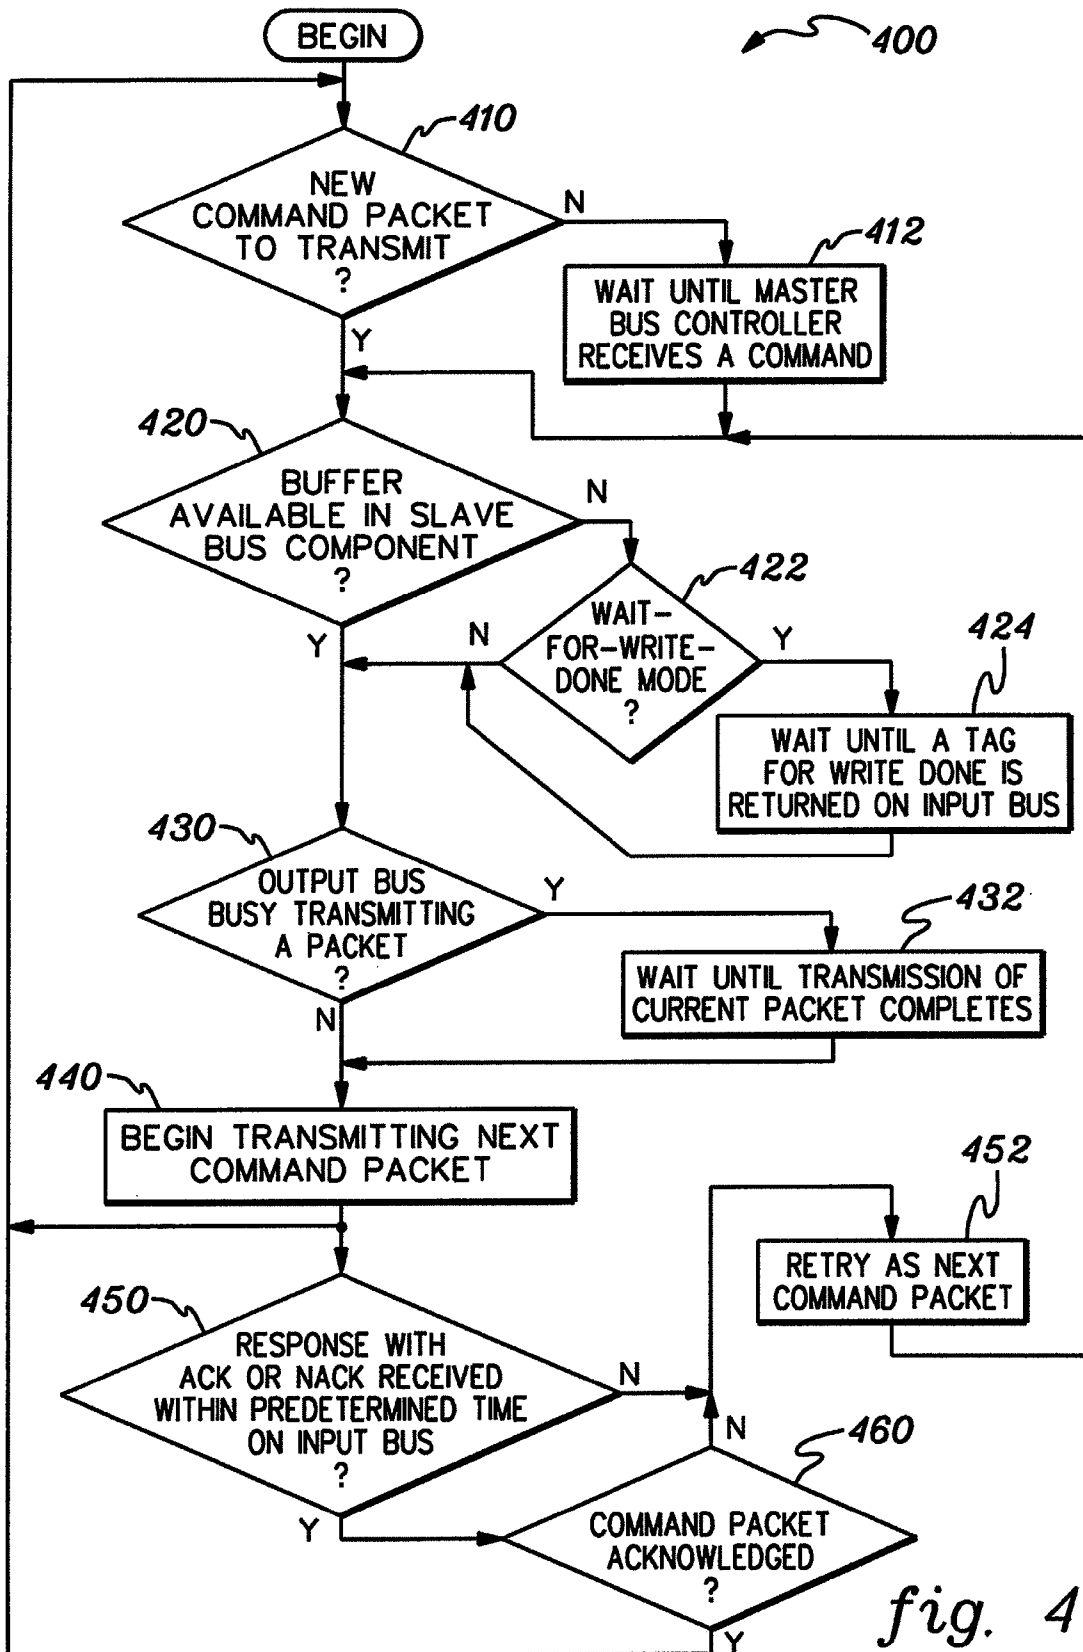 BEGIN
400
410
NEW
COMMAND PACKET
TO TRANSMIT
?
N
Y
412
WAIT UNTIL MASTER
BUS CONTROLLER
RECEIVES A COMMAND
420
BUFFER
AVAILABLE IN SLAVE
BUS COMPONENT
?
N
Y
422
WAIT-
FOR-WRITE-
DONE MODE
?
N
Y
424
WAIT UNTIL A TAG
FOR WRITE DONE IS
RETURNED ON INPUT BUS
430
OUTPUT BUS
BUSY TRANSMITTING
A PACKET
?
Y
N
432
WAIT UNTIL TRANSMISSION OF
CURRENT PACKET COMPLETES
440
BEGIN TRANSMITTING NEXT
COMMAND PACKET
452
RETRY AS NEXT
COMMAND PACKET
450
RESPONSE WITH
ACK OR NACK RECEIVED
WITHIN PREDETERMINED TIME
ON INPUT BUS
?
N
Y
460
N
COMMAND PACKET
ACKNOWLEDGED
?
Y
fig. 4